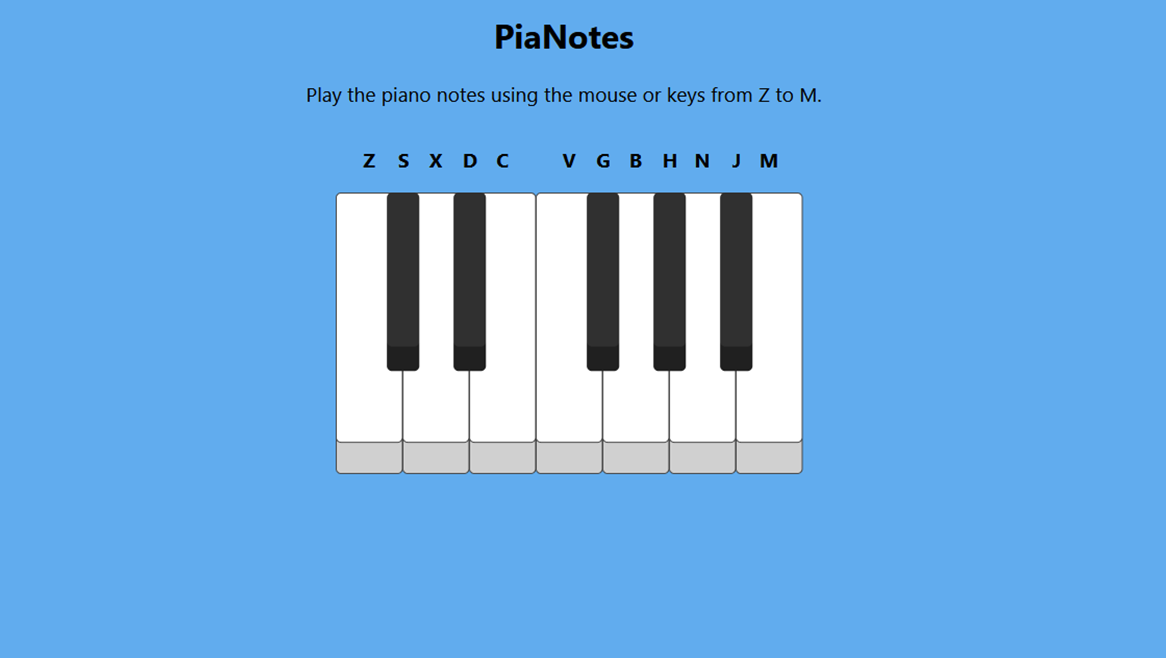 PiaNotes
Play the piano notes using the mouse or keys from Z to M.
Z S X D C V G B H N J M